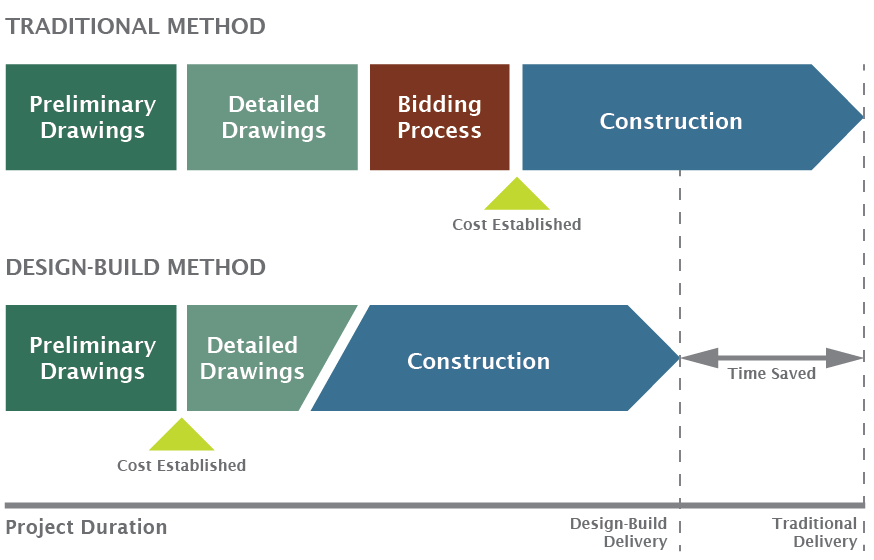 TRADITIONAL METHOD
Preliminary
Drawings
Detailed
Drawings
Bidding
Process
Construction
Cost Established
DESIGN-BUILD METHOD
Preliminary
Drawings
Detailed
Drawings
Construction
Time Saved
Cost Established
Project Duration
Design-Build
Delivery
Traditional
Delivery